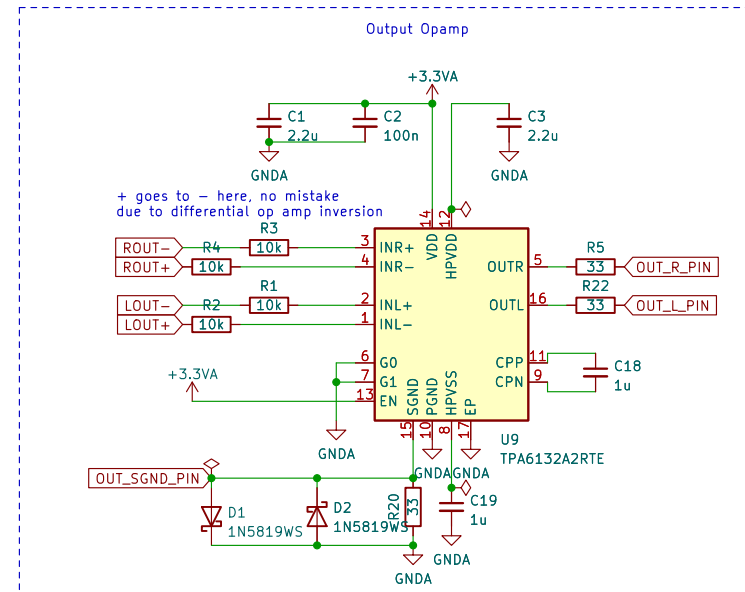 Output Opamp
+3.3VA
C1
2.2u
C2
100n
C3
2.2u
GNDA
GNDA
+ goes to - here, no mistake
due to differential op amp inversion
14
12
VDD
HPVDD
ROUT-
R3
10k
3
INR+
ROUT+
R4
10k
4
INR-
OUTR
5
R5
33
OUT_R_PIN
LOUT-
R1
10k
2
INL+
OUTL
16
R22
33
OUT_L_PIN
LOUT+
R2
10k
1
INL-
6
G0
CPP
11
C18
1u
7
G1
CPN
9
+3.3VA
13
EN
SGND
PGND
HPVSS
EP
15
10
8
17
U9
TPA6132A2RTE
GNDA
GNDA
GNDA
OUT_SGND_PIN
D1
1N5819WS
D2
1N5819WS
R20
33
C19
1u
GNDA
GNDA